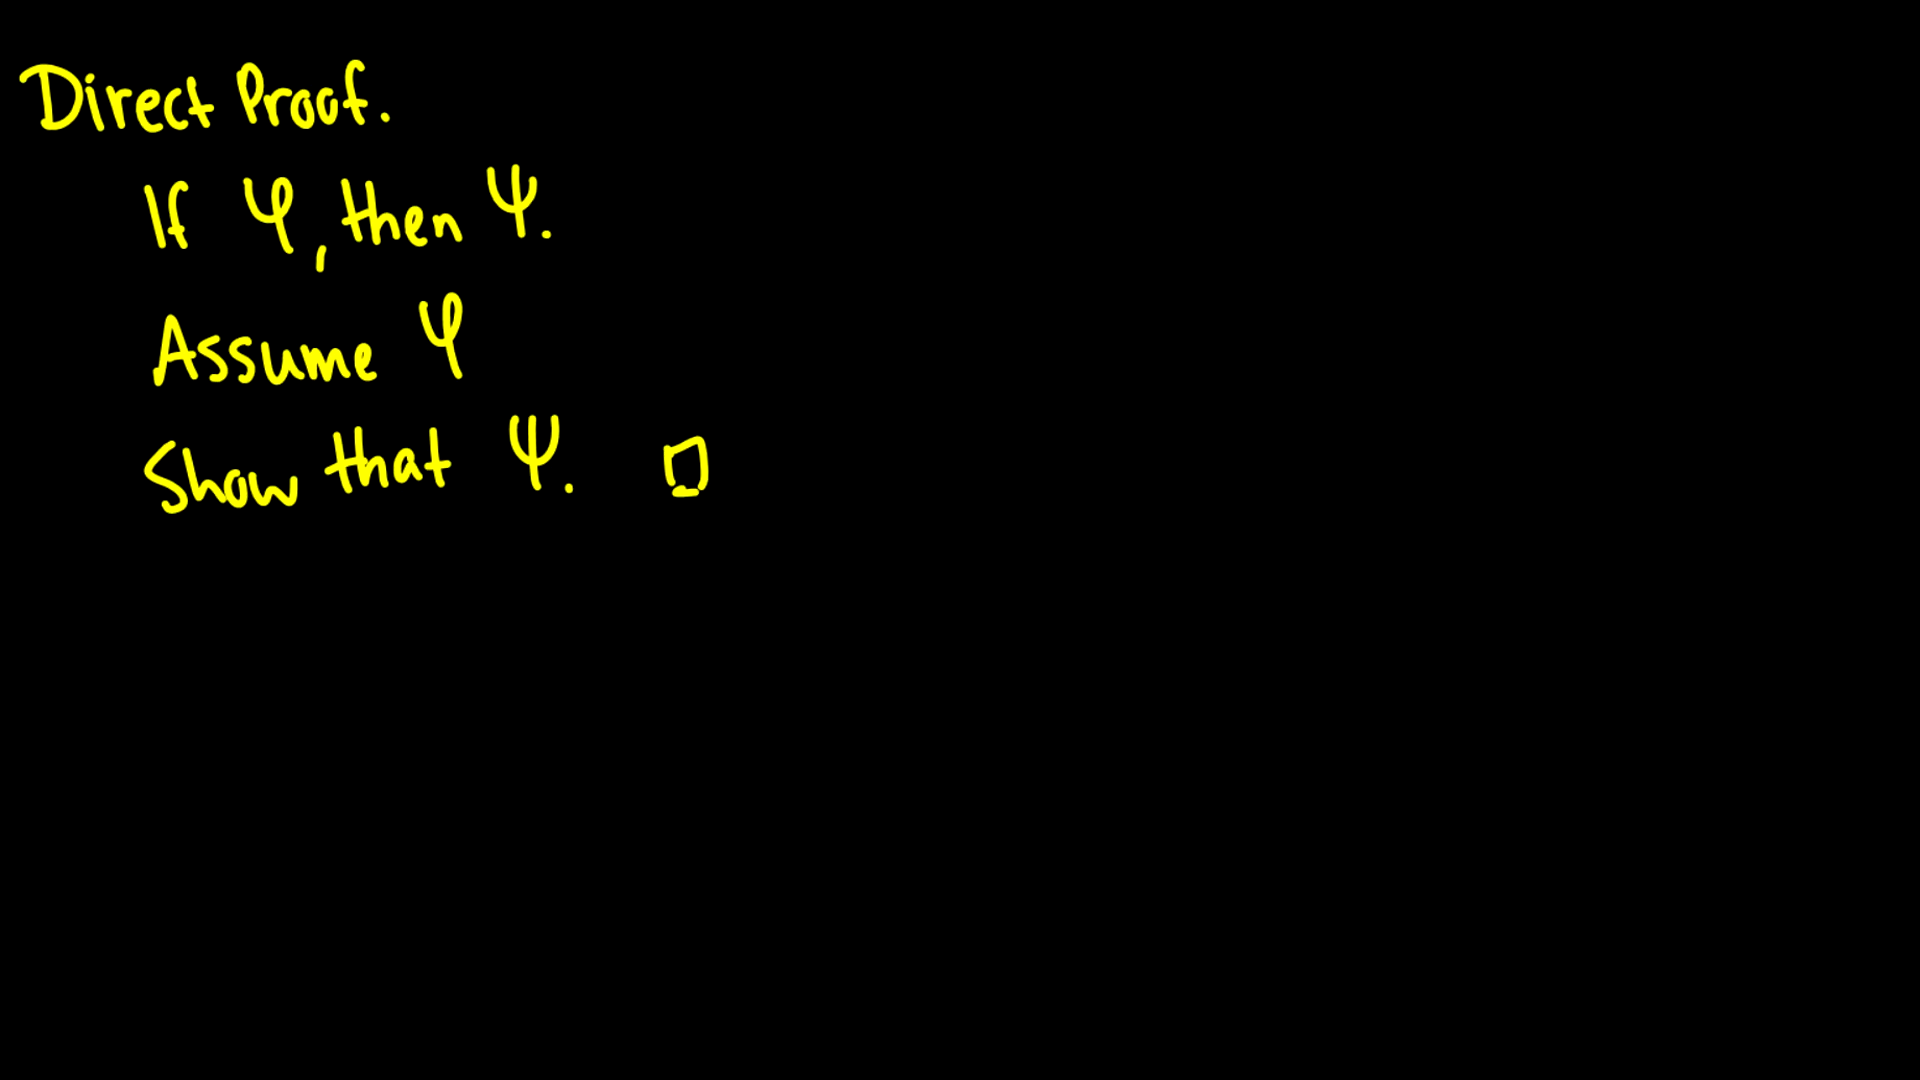 Direct Proof.
If φ, then ψ.
Assume φ
Show that ψ. □